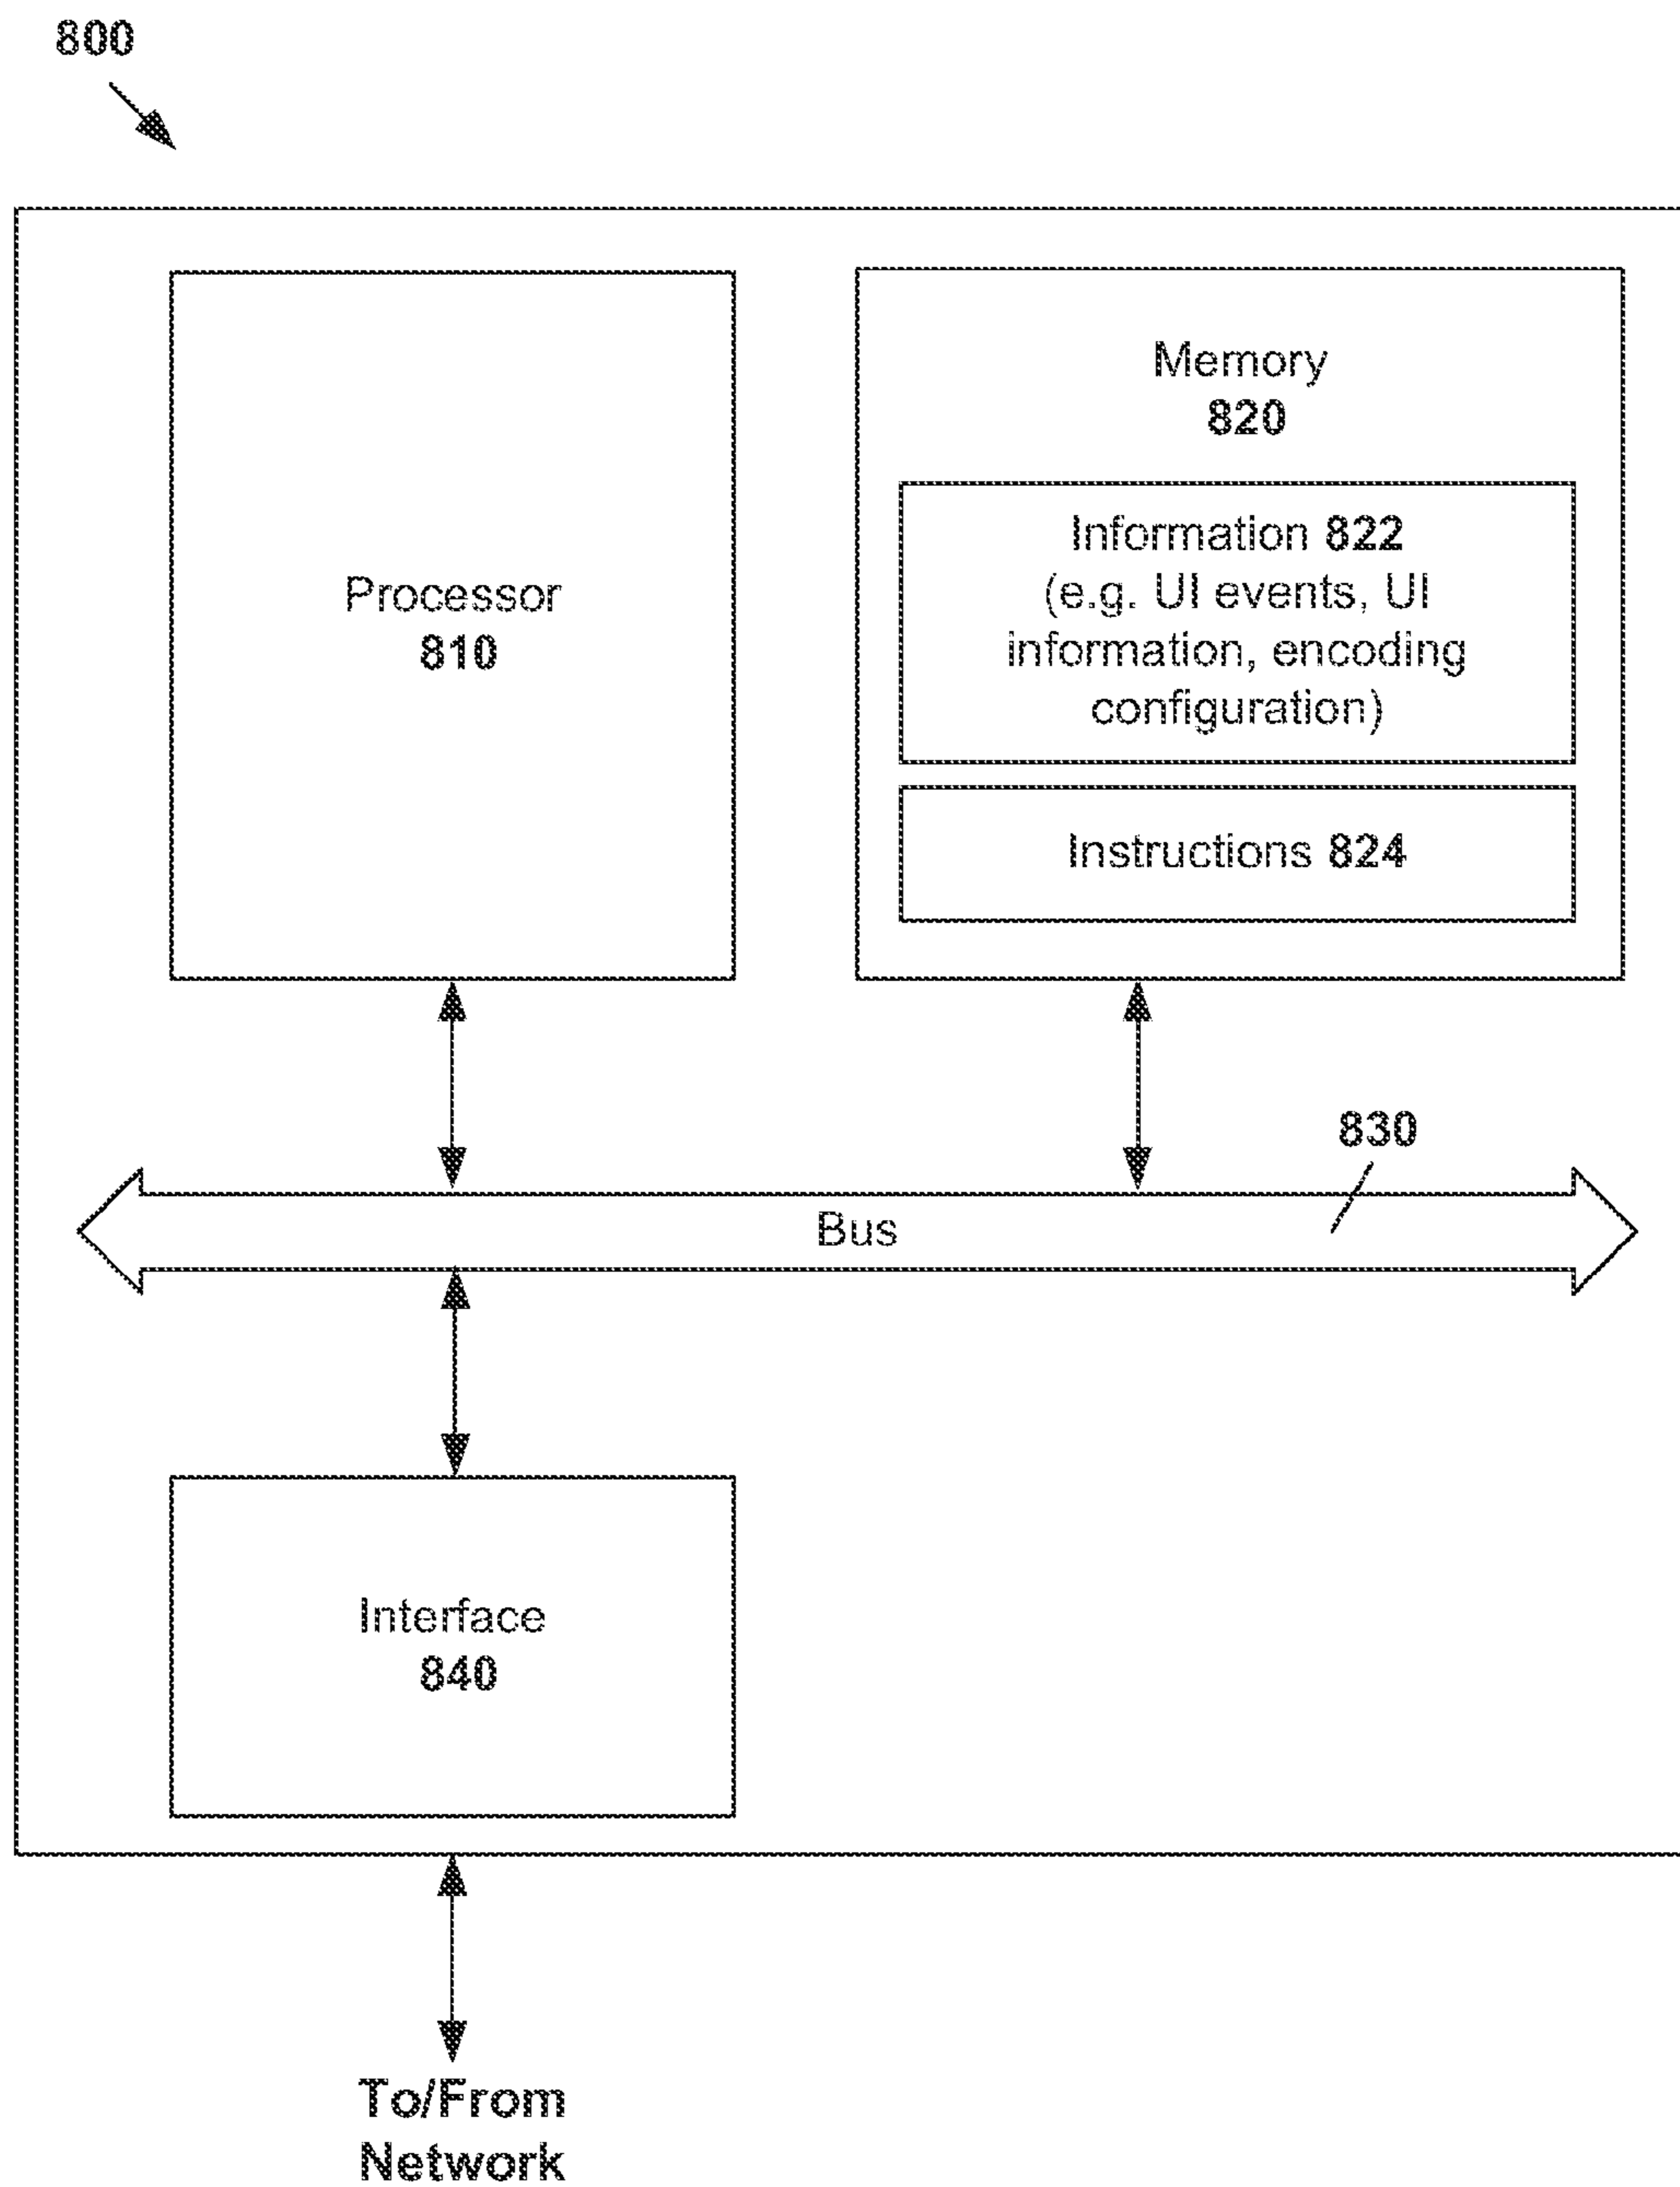 800
Processor
810
Memory
820
Information 822
(e.g. UI events, UI
information, encoding
configuration)
Instructions 824
830
Bus
Interface
840
To/From
Network